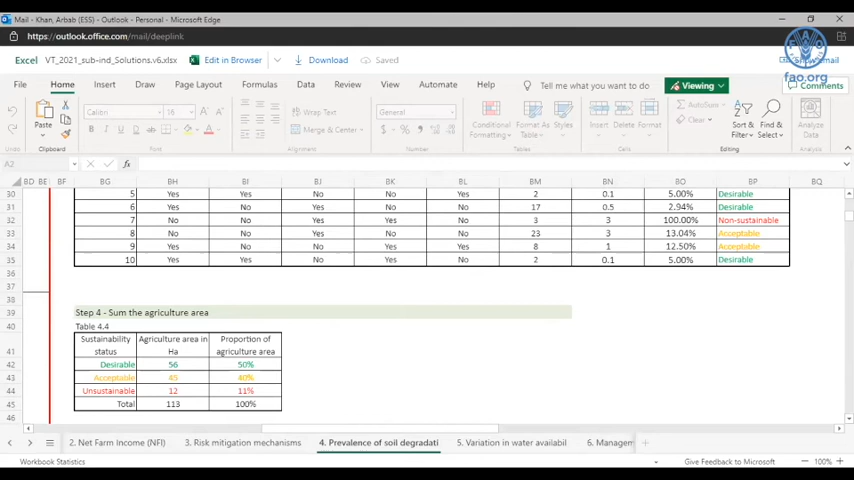 Mail - Khan, Arbab (ESS) - Outlook - Personal - Microsoft Edge
https://outlook.office.com/mail/deeplink
Excel VT_2021_sub-ind_Solutions.v6.xlsx Edit in Browser Download Saved
fao.org
File Home Insert Draw Page Layout Formulas Data Review View Automate Help Tell me what you want to do Viewing Comments
Calibri 16 Wrap Text General AutoSum
Paste Merge & Center Conditional Formatting Format As Table Styles Insert Delete Format Clear Sort & Filter Find & Select Analyze Data
Clipboard Font Alignment Number Tables Cells Editing Analysis
A2 fx
BD BE BF BG BH BI BJ BK BL BM BN BO BP BQ
30 5 Yes Yes No No Yes 2 0.1 5.00% Desirable
31 6 Yes Yes No Yes No 17 0.5 2.94% Desirable
32 7 No No Yes Yes No 3 3 100.00% Non-sustainable
33 8 No No No No No 23 3 13.04% Acceptable
34 9 Yes No Yes No Yes 8 1 12.50% Acceptable
35 10 Yes Yes No Yes No 2 0.1 5.00% Desirable
36
37
38
39 Step 4 - Sum the agriculture area
40 Table 4.4
41 Sustainability status Agriculture area in Ha Proportion of agriculture area
42 Desirable 56 50%
43 Acceptable 45 40%
44 Unsustainable 12 11%
45 Total 113 100%
46
2. Net Farm Income (NFI) 3. Risk mitigation mechanisms 4. Prevalence of soil degradati 5. Variation in water availabil 6. Managem
Workbook Statistics Give Feedback to Microsoft 100%